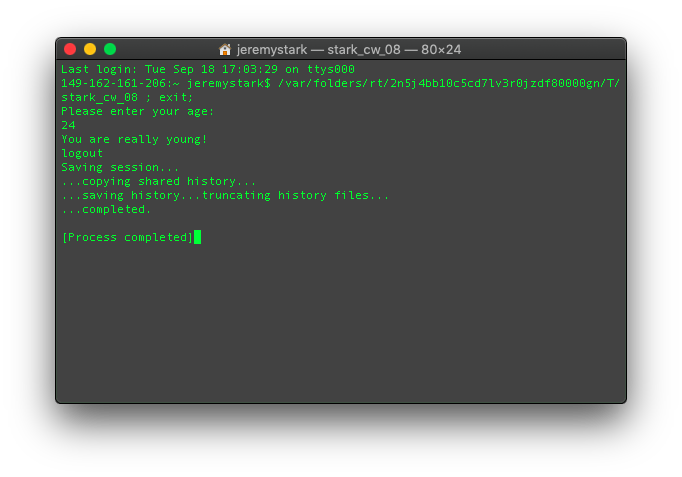 jeremystark — stark_cw_08 — 80×24
Last login: Tue Sep 18 17:03:29 on ttys000
149-162-161-206:~ jeremystark$ /var/folders/rt/2n5j4bb10c5cd7lv3r0jzdf80000gn/T/
stark_cw_08 ; exit;
Please enter your age:
24
You are really young!
logout
Saving session...
...copying shared history...
...saving history...truncating history files...
...completed.
[Process completed]